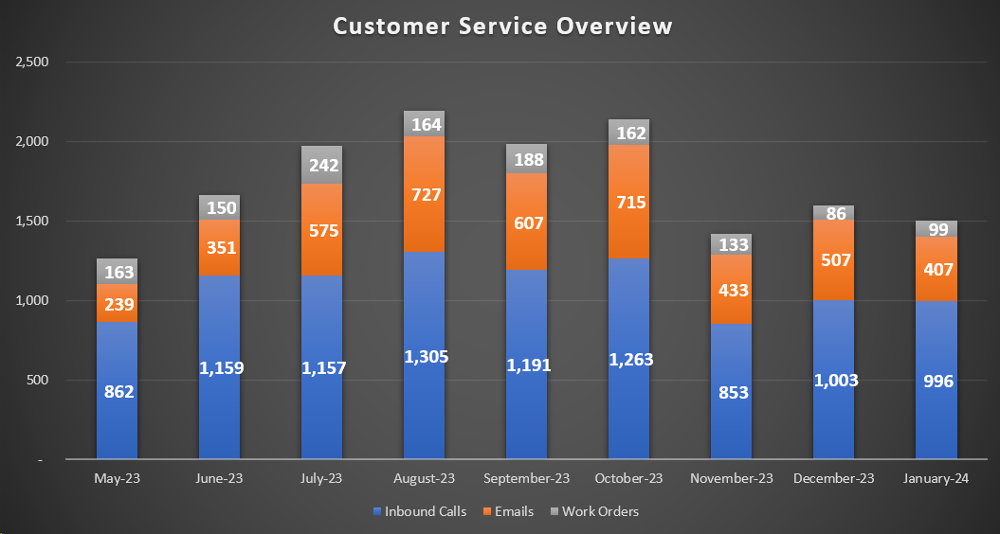 Customer Service Overview
2,500
2,000
1,500
1,000
500
-
163 150 242 164 188 162 133 86 99
239 351 575 727 607 715 433 507 407
862 1,159 1,157 1,305 1,191 1,263 853 1,003 996
May-23 June-23 July-23 August-23 September-23 October-23 November-23 December-23 January-24
Inbound Calls Emails Work Orders